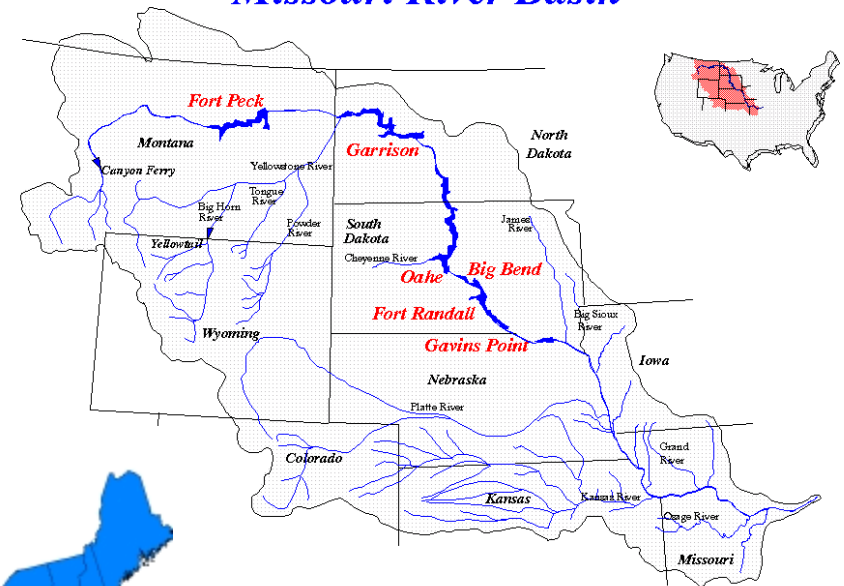 Missouri River Basin
Fort Peck
Montana
Garrison
North
Dakota
Canyon Ferry
Yellowstone River
Tongue
River
Big Horn
River
Powder
River
Yellowtail
South
Dakota
James
River
Cheyenne River
Oahe
Big Bend
Fort Randall
Big Sioux
River
Wyoming
Gavins Point
Iowa
Nebraska
Platte River
Colorado
Grand
River
Kansas
Kansas River
Osage River
Missouri